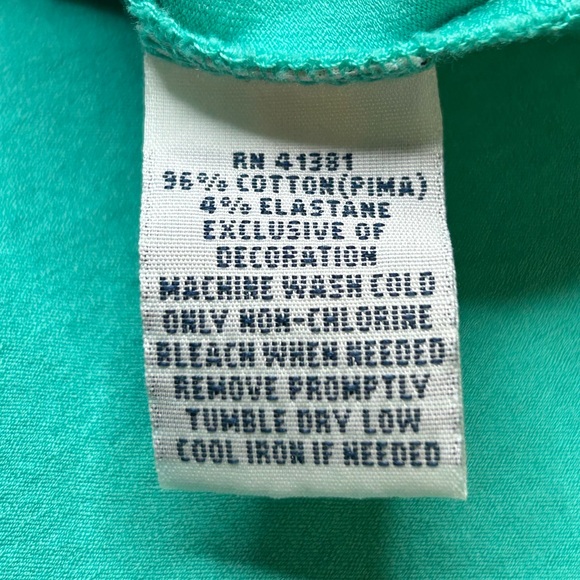 RN 41381
96% COTTON(PIMA)
4% ELASTANE
EXCLUSIVE OF
DECORATION
MACHINE WASH COLD
ONLY NON-CHLORINE
BLEACH WHEN NEEDED
REMOVE PROMPTLY
TUMBLE DRY LOW
COOL IRON IF NEEDED